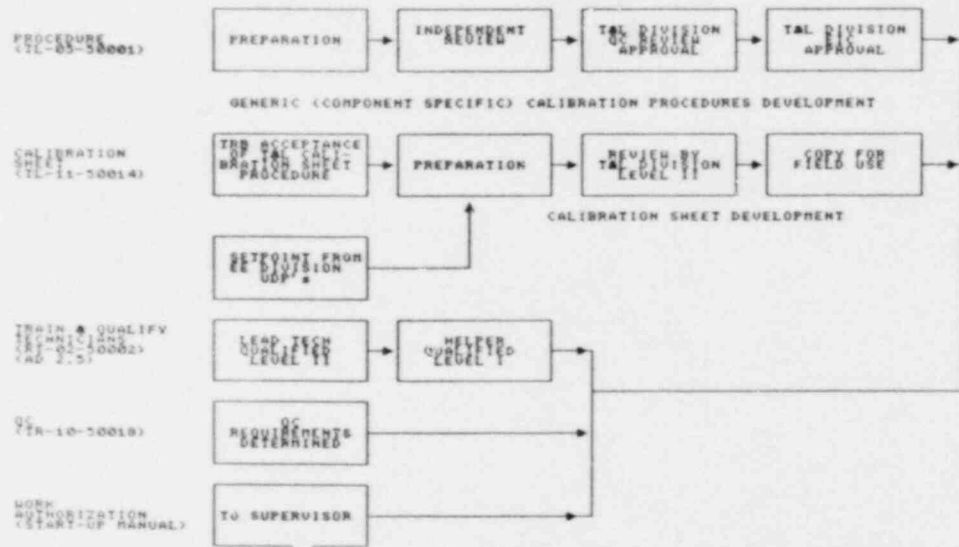 PROCEDURE
(TL-05-50001)
PREPARATION
INDEPENDENT
REVIEW
T&L DIVISION
QC REVIEW
APPROVAL
T&L DIVISION
APPROVAL
GENERIC (COMPONENT SPECIFIC) CALIBRATION PROCEDURES DEVELOPMENT
CALIBRATION
SHEET
(TL-11-50014)
TRB ACCEPTANCE
OF T&L CALI-
BRATION SHEET
PROCEDURE
PREPARATION
REVIEW BY
T&L DIVISION
LEVEL II
COPY FOR
FIELD USE
CALIBRATION SHEET DEVELOPMENT
SETPOINT FROM
EE DIVISION
UDP's
TRAIN & QUALIFY
TECHNICIANS
(AD 2.5)
LEAD TECH
QUALIFIED
LEVEL II
HELPER
QUALIFIED
LEVEL I
QC
(TR-10-50018)
QC
REQUIREMENTS
DETERMINED
WORK
AUTHORIZATION
(START-UP MANUAL)
TO SUPERVISOR